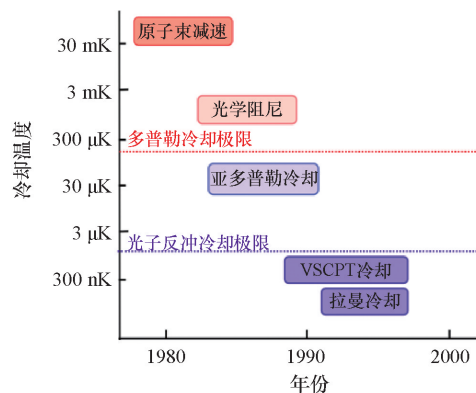 原子束减速
30 mK
3 mK
光学阻尼
300 μK
多普勒冷却极限
冷却温度
30 μK
亚多普勒冷却
3 μK
光子反冲冷却极限
VSCPT冷却
300 nK
拉曼冷却
1980
1990
2000
年份